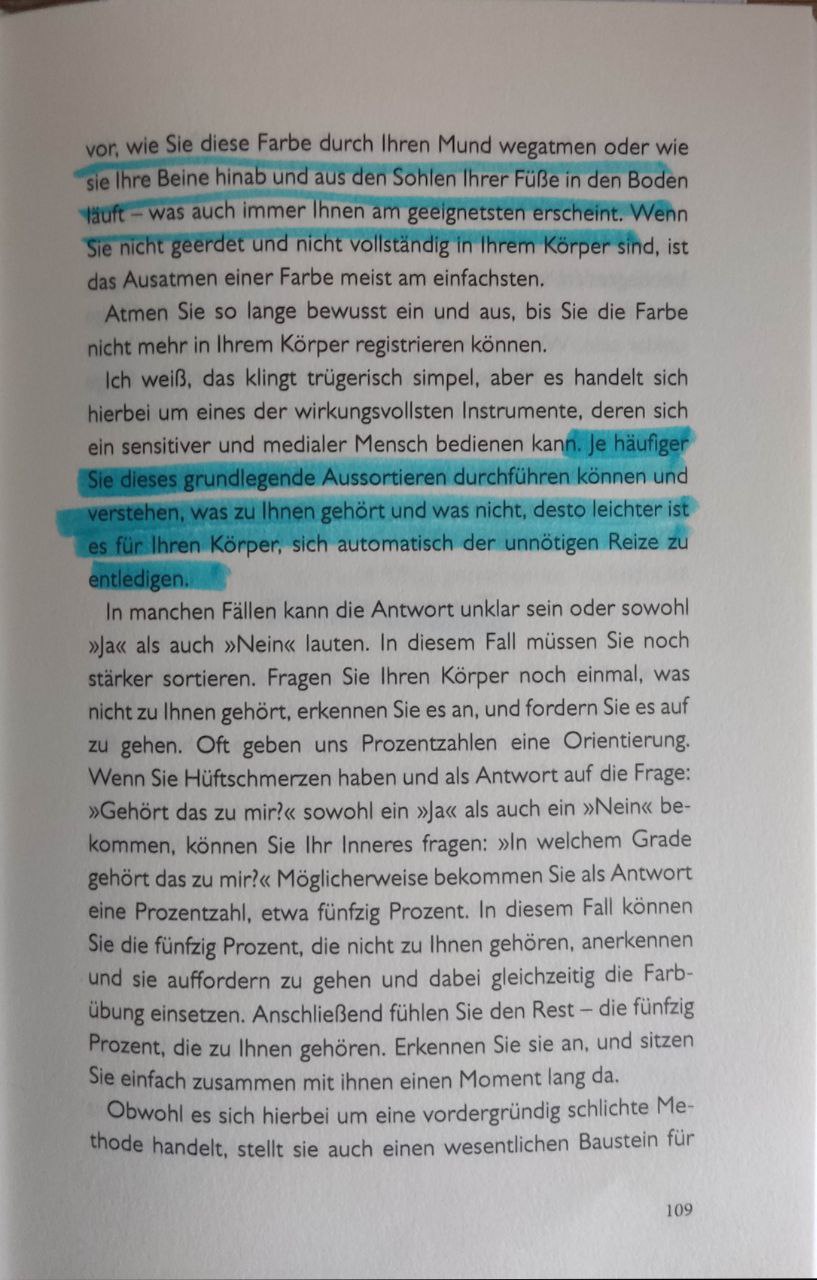 vor, wie Sie diese Farbe durch Ihren Mund wegatmen oder wie
sie Ihre Beine hinab und aus den Sohlen Ihrer Füße in den Boden
läuft – was auch immer Ihnen am geeignetsten erscheint. Wenn
Sie nicht geerdet und nicht vollständig in Ihrem Körper sind, ist
das Ausatmen einer Farbe meist am einfachsten.
Atmen Sie so lange bewusst ein und aus, bis Sie die Farbe
nicht mehr in Ihrem Körper registrieren können.
Ich weiß, das klingt trügerisch simpel, aber es handelt sich
hierbei um eines der wirkungsvollsten Instrumente, deren sich
ein sensitiver und medialer Mensch bedienen kann. Je häufiger
Sie dieses grundlegende Aussortieren durchführen können und
verstehen, was zu Ihnen gehört und was nicht, desto leichter ist
es für Ihren Körper, sich automatisch der unnötigen Reize zu
entledigen.
In manchen Fällen kann die Antwort unklar sein oder sowohl
»Ja« als auch »Nein« lauten. In diesem Fall müssen Sie noch
stärker sortieren. Fragen Sie Ihren Körper noch einmal, was
nicht zu Ihnen gehört, erkennen Sie es an, und fordern Sie es auf
zu gehen. Oft geben uns Prozentzahlen eine Orientierung.
Wenn Sie Hüftschmerzen haben und als Antwort auf die Frage:
»Gehört das zu mir?« sowohl ein »Ja« als auch ein »Nein« be-
kommen, können Sie Ihr Inneres fragen: »In welchem Grade
gehört das zu mir?« Möglicherweise bekommen Sie als Antwort
eine Prozentzahl, etwa fünfzig Prozent. In diesem Fall können
Sie die fünfzig Prozent, die nicht zu Ihnen gehören, anerkennen
und sie auffordern zu gehen und dabei gleichzeitig die Farb-
übung einsetzen. Anschließend fühlen Sie den Rest – die fünfzig
Prozent, die zu Ihnen gehören. Erkennen Sie sie an, und sitzen
Sie einfach zusammen mit ihnen einen Moment lang da.
Obwohl es sich hierbei um eine vordergründig schlichte Me-
thode handelt, stellt sie auch einen wesentlichen Baustein für
109